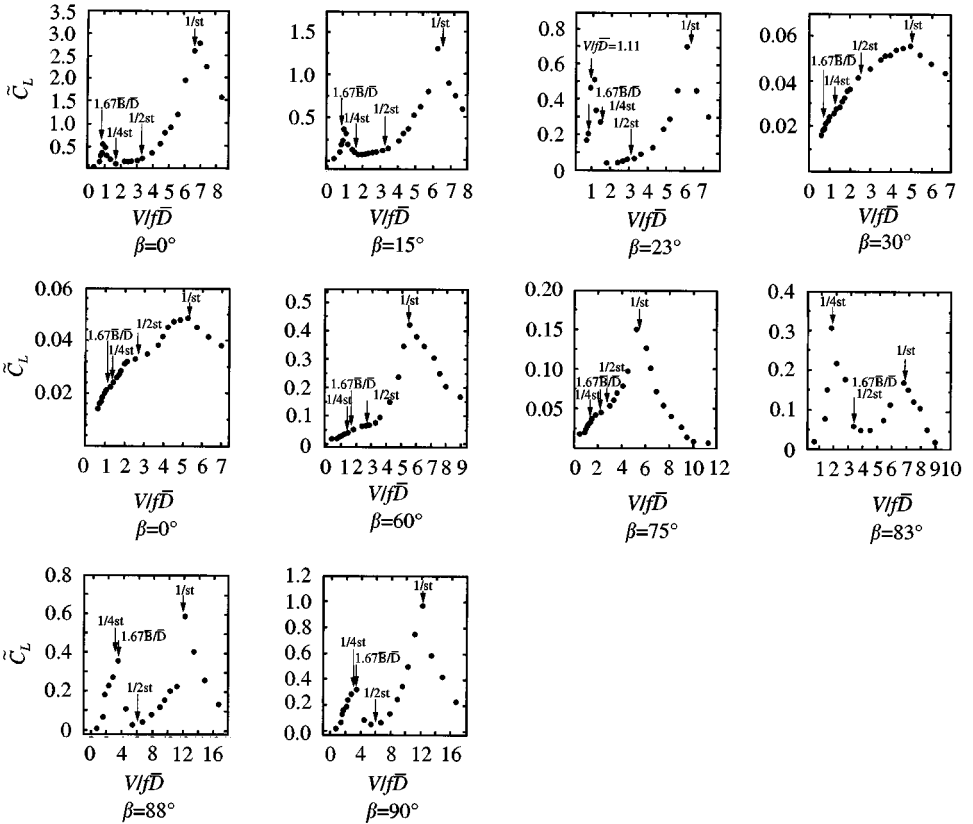 3.5
3.0
2.5
2.0
1.5
1.0
0.5
C̃L
1/st
1.67B̅/D̅
1/4st
1/2st
0 1 2 3 4 5 6 7 8
V/fD̅
β=0°
1.5
1.0
0.5
0
1/st
1.67B̅/D̅
1/2st
1/4st
0 1 2 3 4 5 6 7 8
V/fD̅
β=15°
0.8
0.6
0.4
0.2
0
1/st
V/fD̅=1.11
1.67B̅/D̅
1/4st
1/2st
1 2 3 4 5 6 7
V/fD̅
β=23°
0.06
0.04
0.02
1/st
1/2st
1.67B̅/D̅
1/4st
0 1 2 3 4 5 6 7
V/fD̅
β=30°
0.06
0.04
0.02
C̃L
1/st
1/2st
1.67B̅/D̅
1/4st
0 1 2 3 4 5 6 7
V/fD̅
β=0°
0.5
0.4
0.3
0.2
0.1
0
1/st
1.67B̅/D̅
1/4st
1/2st
0 1 2 3 4 5 6 7 8 9
V/fD̅
β=60°
0.20
0.15
0.10
0.05
1/st
1/2st
1.67B̅/D̅
1/4st
0 2 4 6 8 10 12
V/fD̅
β=75°
0.4
0.3
0.2
0.1
0
1/4st
1/st
1.67B̅/D̅
1/2st
1 2 3 4 5 6 7 8 9 10
V/fD̅
β=83°
0.8
0.6
0.4
0.2
0
C̃L
1/st
1/4st
1.67B̅/D̅
1/2st
0 4 8 12 16
V/fD̅
β=88°
1.2
1.0
0.8
0.6
0.4
0.2
0.0
1/st
1/4st
1.67B̅/D̅
1/2st
0 4 8 12 16
V/fD̅
β=90°